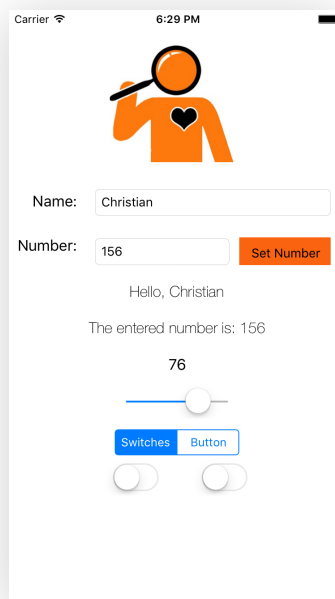 Carrier 6:29 PM
Name: Christian
Number: 156 Set Number
Hello, Christian
The entered number is: 156
76
Switches Button